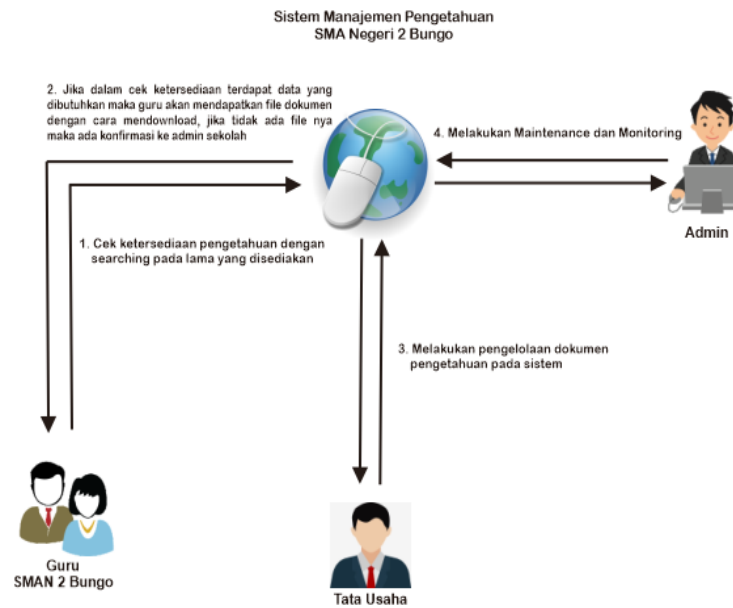 Sistem Manajemen Pengetahuan
SMA Negeri 2 Bungo
2. Jika dalam cek ketersediaan terdapat data yang
dibutuhkan maka guru akan mendapatkan file dokumen
dengan cara mendownload, jika tidak ada file nya
maka ada konfirmasi ke admin sekolah
4. Melakukan Maintenance dan Monitoring
Admin
1. Cek ketersediaan pengetahuan dengan
searching pada lama yang disediakan
3. Melakukan pengelolaan dokumen
pengetahuan pada sistem
Guru
SMAN 2 Bungo
Tata Usaha